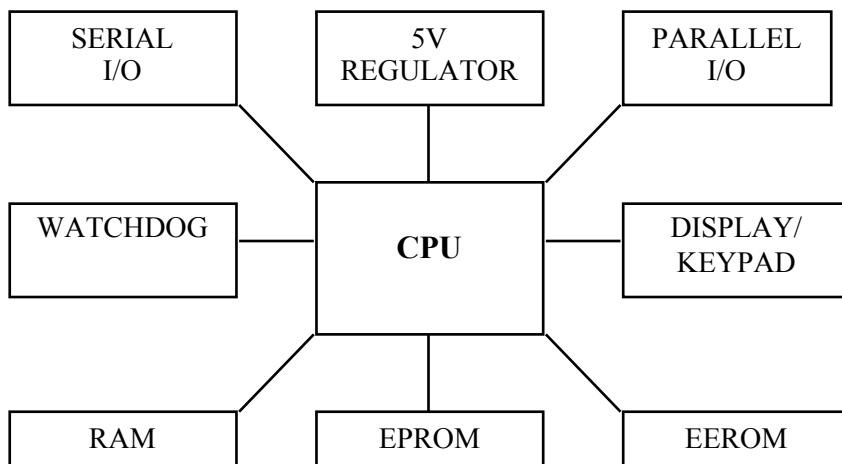 SERIAL
I/O
5V
REGULATOR
PARALLEL
I/O
WATCHDOG
CPU
DISPLAY/
KEYPAD
RAM
EPROM
EEROM